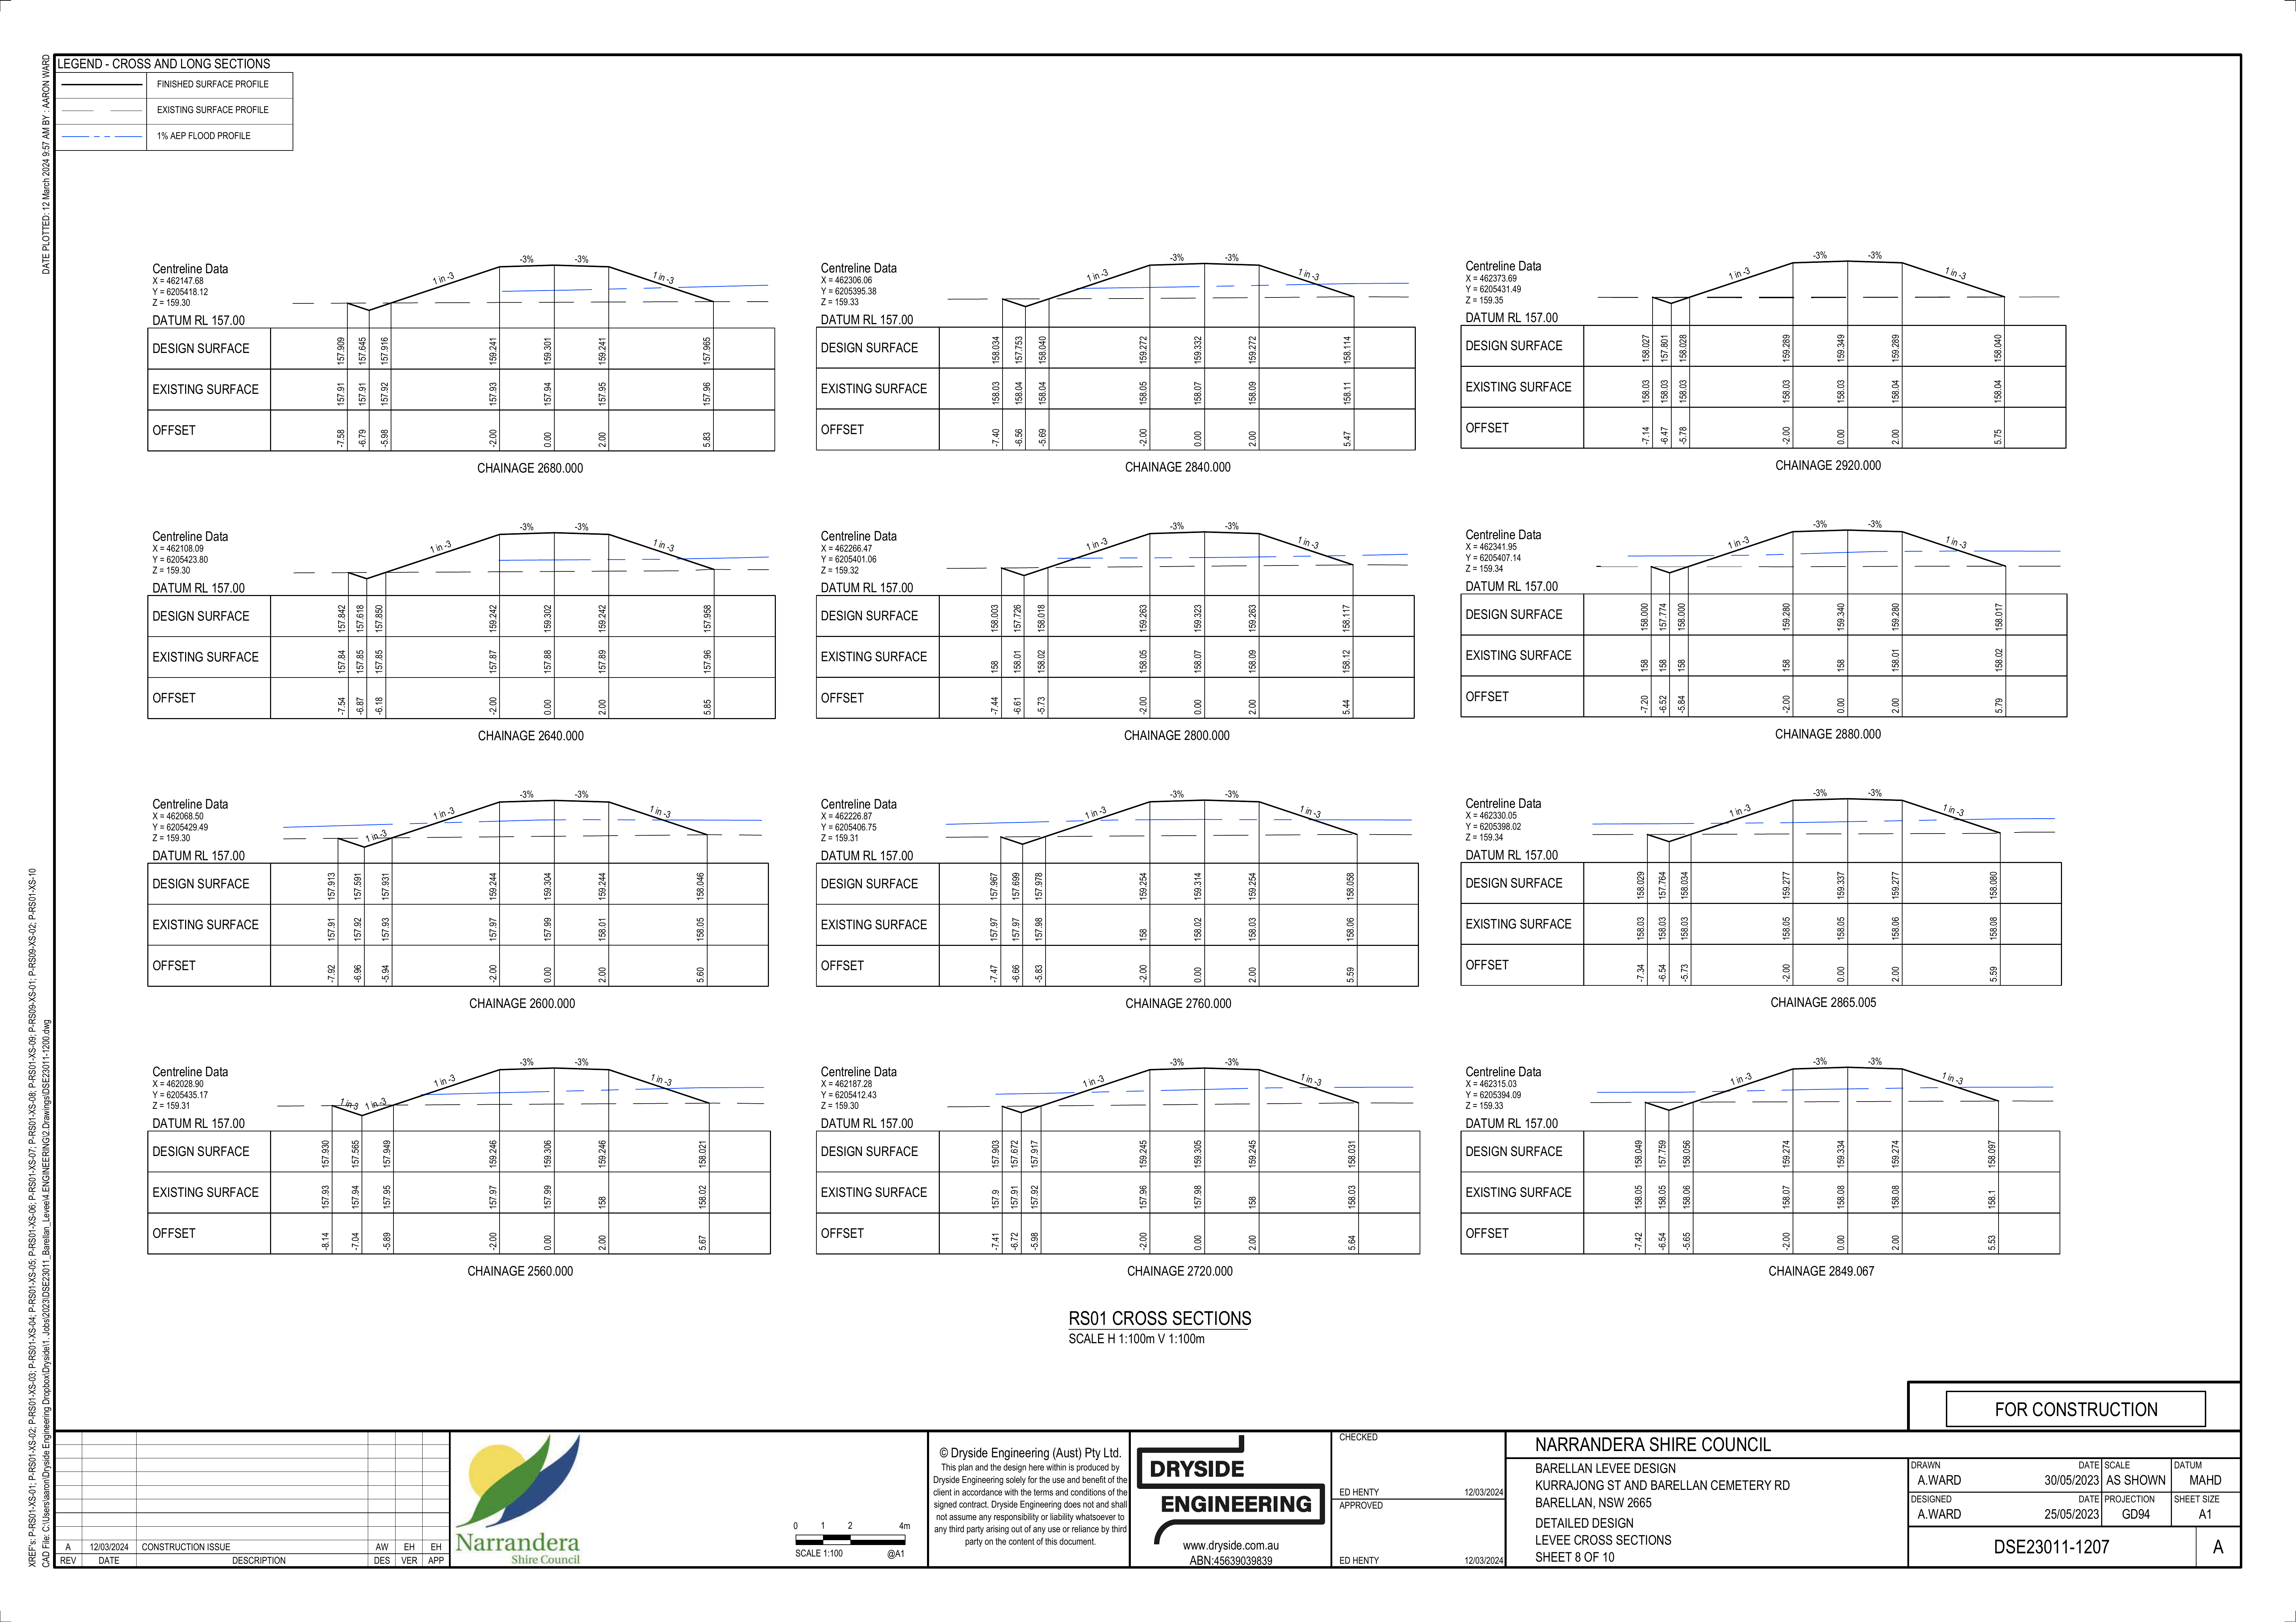 LEGEND - CROSS AND LONG SECTIONS
FINISHED SURFACE PROFILE
EXISTING SURFACE PROFILE
1% AEP FLOOD PROFILE
DATE PLOTTED: 12 March 2024 9:57 AM BY : AARON WARD
XREF's: P-RS01-XS-01; P-RS01-XS-02; P-RS01-XS-03; P-RS01-XS-04; P-RS01-XS-05; P-RS01-XS-06; P-RS01-XS-07; P-RS01-XS-08; P-RS01-XS-09; P-RS09-XS-01; P-RS09-XS-02; P-RS01-XS-10
CAD File: C:\Users\aaron\Dryside Engineering Dropbox\Dryside\1. Jobs\2023\DSE23011_Barellan_Levee\4.ENGINEERING\2.Drawings\DSE23011-1200.dwg
Centreline Data
X = 462147.68
Y = 6205418.12
Z = 159.30
DATUM RL 157.00
1 in -3 -3% -3% 1 in -3
DESIGN SURFACE 157.909 157.645 157.916 159.241 159.301 159.241 157.965
EXISTING SURFACE 157.91 157.91 157.92 157.93 157.94 157.95 157.96
OFFSET -7.58 -6.79 -5.98 -2.00 0.00 2.00 5.83
CHAINAGE 2680.000
Centreline Data
X = 462306.06
Y = 6205395.38
Z = 159.33
DATUM RL 157.00
1 in -3 -3% -3% 1 in -3
DESIGN SURFACE 158.034 157.753 158.040 159.272 159.332 159.272 158.114
EXISTING SURFACE 158.03 158.04 158.04 158.05 158.07 158.09 158.11
OFFSET -7.40 -6.56 -5.69 -2.00 0.00 2.00 5.47
CHAINAGE 2840.000
Centreline Data
X = 462373.69
Y = 6205431.49
Z = 159.35
DATUM RL 157.00
1 in -3 -3% -3% 1 in -3
DESIGN SURFACE 158.027 157.801 158.028 159.289 159.349 159.289 158.040
EXISTING SURFACE 158.03 158.03 158.03 158.03 158.03 158.04 158.04
OFFSET -7.14 -6.47 -5.78 -2.00 0.00 2.00 5.75
CHAINAGE 2920.000
Centreline Data
X = 462108.09
Y = 6205423.80
Z = 159.30
DATUM RL 157.00
1 in -3 -3% -3% 1 in -3
DESIGN SURFACE 157.842 157.618 157.850 159.242 159.302 159.242 157.958
EXISTING SURFACE 157.84 157.85 157.85 157.87 157.88 157.89 157.96
OFFSET -7.54 -6.87 -6.18 -2.00 0.00 2.00 5.85
CHAINAGE 2640.000
Centreline Data
X = 462266.47
Y = 6205401.06
Z = 159.32
DATUM RL 157.00
1 in -3 -3% -3% 1 in -3
DESIGN SURFACE 158.003 157.726 158.018 159.263 159.323 159.263 158.117
EXISTING SURFACE 158 158.01 158.02 158.05 158.07 158.09 158.12
OFFSET -7.44 -6.61 -5.73 -2.00 0.00 2.00 5.44
CHAINAGE 2800.000
Centreline Data
X = 462341.95
Y = 6205407.14
Z = 159.34
DATUM RL 157.00
1 in -3 -3% -3% 1 in -3
DESIGN SURFACE 158.000 157.774 158.000 159.280 159.340 159.280 158.017
EXISTING SURFACE 158 158 158 158 158 158.01 158.02
OFFSET -7.20 -6.52 -5.84 -2.00 0.00 2.00 5.79
CHAINAGE 2880.000
Centreline Data
X = 462068.50
Y = 6205429.49
Z = 159.30
DATUM RL 157.00
1 in -3 1 in -3 -3% -3% 1 in -3
DESIGN SURFACE 157.913 157.591 157.931 159.244 159.304 159.244 158.046
EXISTING SURFACE 157.91 157.92 157.93 157.97 157.99 158.01 158.05
OFFSET -7.92 -6.96 -5.94 -2.00 0.00 2.00 5.60
CHAINAGE 2600.000
Centreline Data
X = 462226.87
Y = 6205406.75
Z = 159.31
DATUM RL 157.00
1 in -3 -3% -3% 1 in -3
DESIGN SURFACE 157.967 157.699 157.978 159.254 159.314 159.254 158.058
EXISTING SURFACE 157.97 157.97 157.98 158 158.02 158.03 158.06
OFFSET -7.47 -6.66 -5.83 -2.00 0.00 2.00 5.59
CHAINAGE 2760.000
Centreline Data
X = 462330.05
Y = 6205398.02
Z = 159.34
DATUM RL 157.00
1 in -3 -3% -3% 1 in -3
DESIGN SURFACE 158.029 157.764 158.034 159.277 159.337 159.277 158.080
EXISTING SURFACE 158.03 158.03 158.03 158.05 158.05 158.06 158.08
OFFSET -7.34 -6.54 -5.73 -2.00 0.00 2.00 5.59
CHAINAGE 2865.005
Centreline Data
X = 462028.90
Y = 6205435.17
Z = 159.31
DATUM RL 157.00
1 in -3 1 in -3 1 in -3 -3% -3% 1 in -3
DESIGN SURFACE 157.930 157.565 157.949 159.246 159.306 159.246 158.021
EXISTING SURFACE 157.93 157.94 157.95 157.97 157.99 158 158.02
OFFSET -8.14 -7.04 -5.89 -2.00 0.00 2.00 5.67
CHAINAGE 2560.000
Centreline Data
X = 462187.28
Y = 6205412.43
Z = 159.30
DATUM RL 157.00
1 in -3 -3% -3% 1 in -3
DESIGN SURFACE 157.903 157.672 157.917 159.245 159.305 159.245 158.031
EXISTING SURFACE 157.9 157.91 157.92 157.96 157.98 158 158.03
OFFSET -7.41 -6.72 -5.98 -2.00 0.00 2.00 5.64
CHAINAGE 2720.000
Centreline Data
X = 462315.03
Y = 6205394.09
Z = 159.33
DATUM RL 157.00
1 in -3 -3% -3% 1 in -3
DESIGN SURFACE 158.049 157.759 158.056 159.274 159.334 159.274 158.097
EXISTING SURFACE 158.05 158.05 158.06 158.07 158.08 158.08 158.1
OFFSET -7.42 -6.54 -5.65 -2.00 0.00 2.00 5.53
CHAINAGE 2849.067
RS01 CROSS SECTIONS
SCALE H 1:100m V 1:100m
FOR CONSTRUCTION
A 12/03/2024 CONSTRUCTION ISSUE AW EH EH
REV DATE DESCRIPTION DES VER APP
Narrandera
Shire Council
0 1 2 4m
SCALE 1:100 @A1
© Dryside Engineering (Aust) Pty Ltd.
This plan and the design here within is produced by
Dryside Engineering solely for the use and benefit of the
client in accordance with the terms and conditions of the
signed contract. Dryside Engineering does not and shall
not assume any responsibility or liability whatsoever to
any third party arising out of any use or reliance by third
party on the content of this document.
DRYSIDE
ENGINEERING
www.dryside.com.au
ABN:45639039839
CHECKED
ED HENTY 12/03/2024
APPROVED
ED HENTY 12/03/2024
NARRANDERA SHIRE COUNCIL
BARELLAN LEVEE DESIGN
KURRAJONG ST AND BARELLAN CEMETERY RD
BARELLAN, NSW 2665
DETAILED DESIGN
LEVEE CROSS SECTIONS
SHEET 8 OF 10
DRAWN DATE SCALE DATUM
A.WARD 30/05/2023 AS SHOWN MAHD
DESIGNED DATE PROJECTION SHEET SIZE
A.WARD 25/05/2023 GD94 A1
DSE23011-1207 A